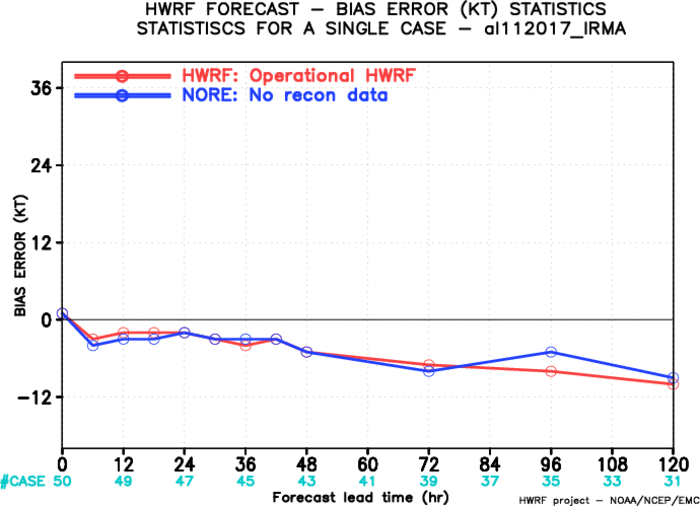 HWRF FORECAST – BIAS ERROR (KT) STATISTICS
STATISTISCS FOR A SINGLE CASE – al112017_IRMA
HWRF: Operational HWRF
NORE: No recon data
BIAS ERROR (KT)
36
24
12
0
–12
0 12 24 36 48 60 72 84 96 108 120
#CASE 50 49 47 45 43 41 39 37 35 33 31
Forecast lead time (hr)
HWRF project – NOAA/NCEP/EMC